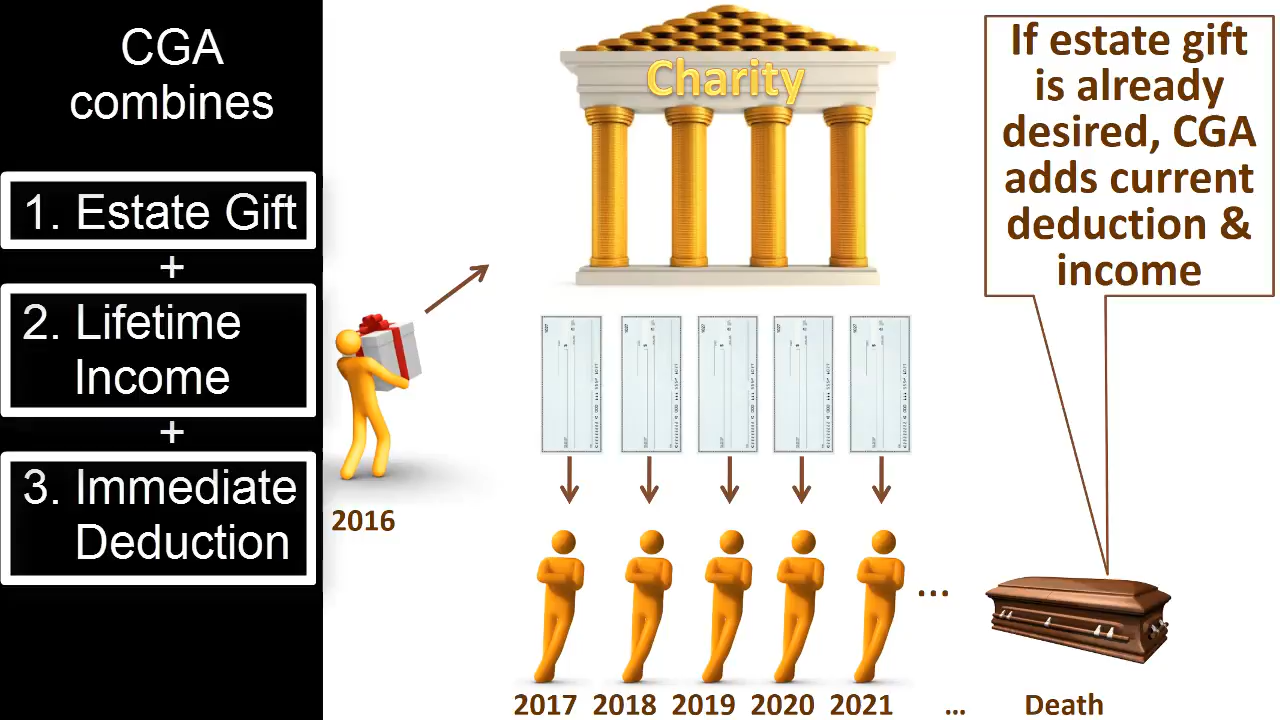 CGA
combines
1. Estate Gift
+
2. Lifetime
Income
+
3. Immediate
Deduction
Charity
If estate gift
is already
desired, CGA
adds current
deduction &
income
2016
...
2017 2018 2019 2020 2021 ... Death